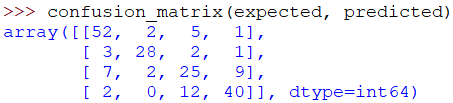 >>> confusion_matrix(expected, predicted)
array([[52, 2, 5, 1],
[ 3, 28, 2, 1],
[ 7, 2, 25, 9],
[ 2, 0, 12, 40]], dtype=int64)